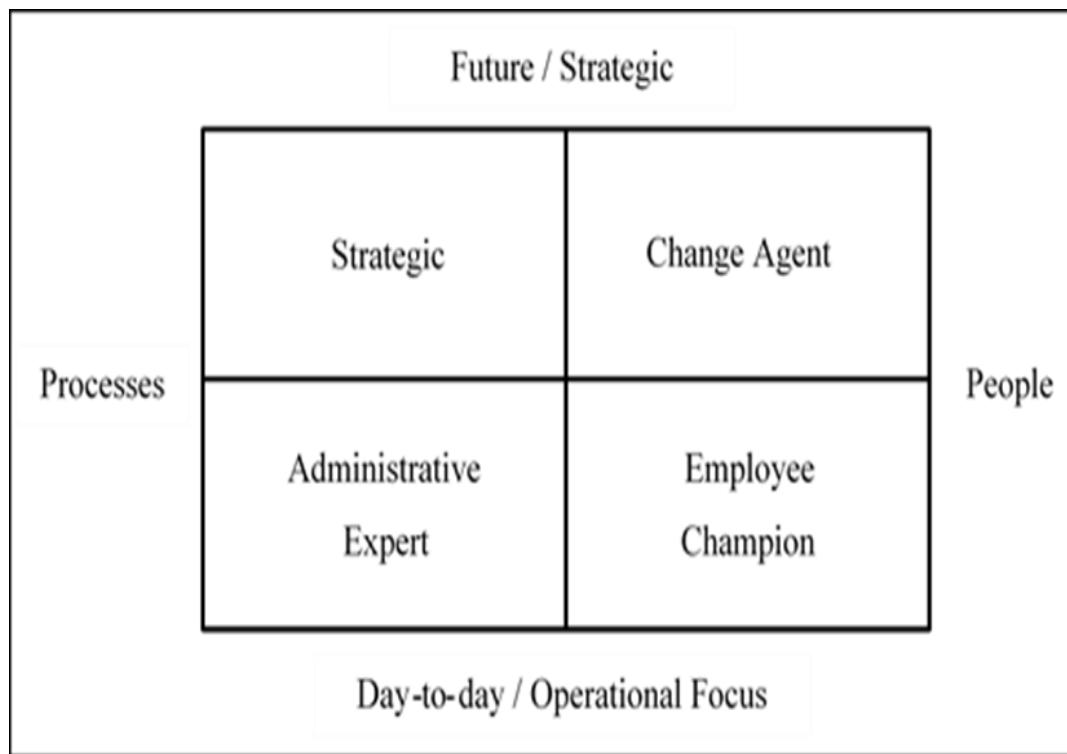 Future / Strategic
Strategic
Change Agent
Processes
People
Administrative
Expert
Employee
Champion
Day-to-day / Operational Focus